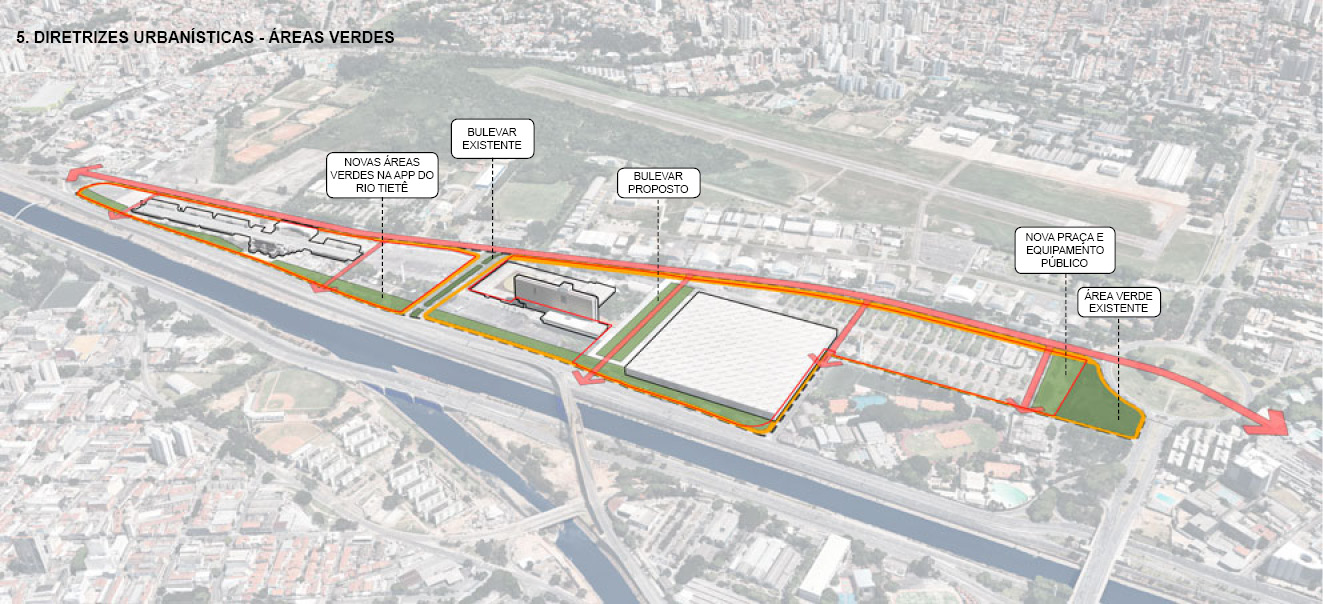 5. DIRETRIZES URBANÍSTICAS - ÁREAS VERDES
BULEVAR
EXISTENTE
NOVAS ÁREAS
VERDES NA APP DO
RIO TIETÊ
BULEVAR
PROPOSTO
NOVA PRAÇA E
EQUIPAMENTO
PÚBLICO
ÁREA VERDE
EXISTENTE